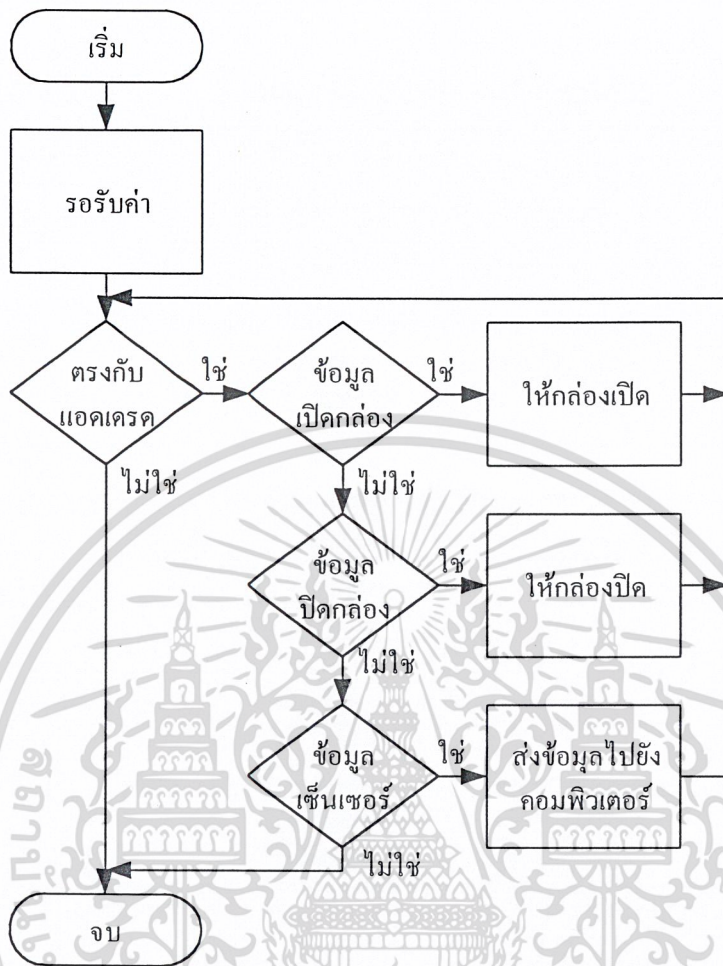 เริ่ม
รอรับค่า
ตรงกับ
แอดเดรด
ใช่
ไม่ใช่
ข้อมูล
เปิดกล่อง
ใช่
ไม่ใช่
ให้กล่องเปิด
ข้อมูล
ปิดกล่อง
ใช่
ไม่ใช่
ให้กล่องปิด
ข้อมูล
เซ็นเซอร์
ใช่
ไม่ใช่
ส่งข้อมุลไปยัง
คอมพิวเตอร์
จบ